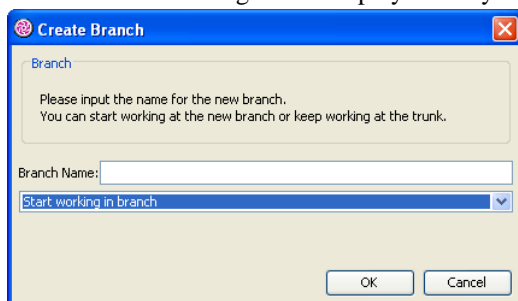 Create Branch
Branch
Please input the name for the new branch.
You can start working at the new branch or keep working at the trunk.
Branch Name:
Start working in branch
OK Cancel